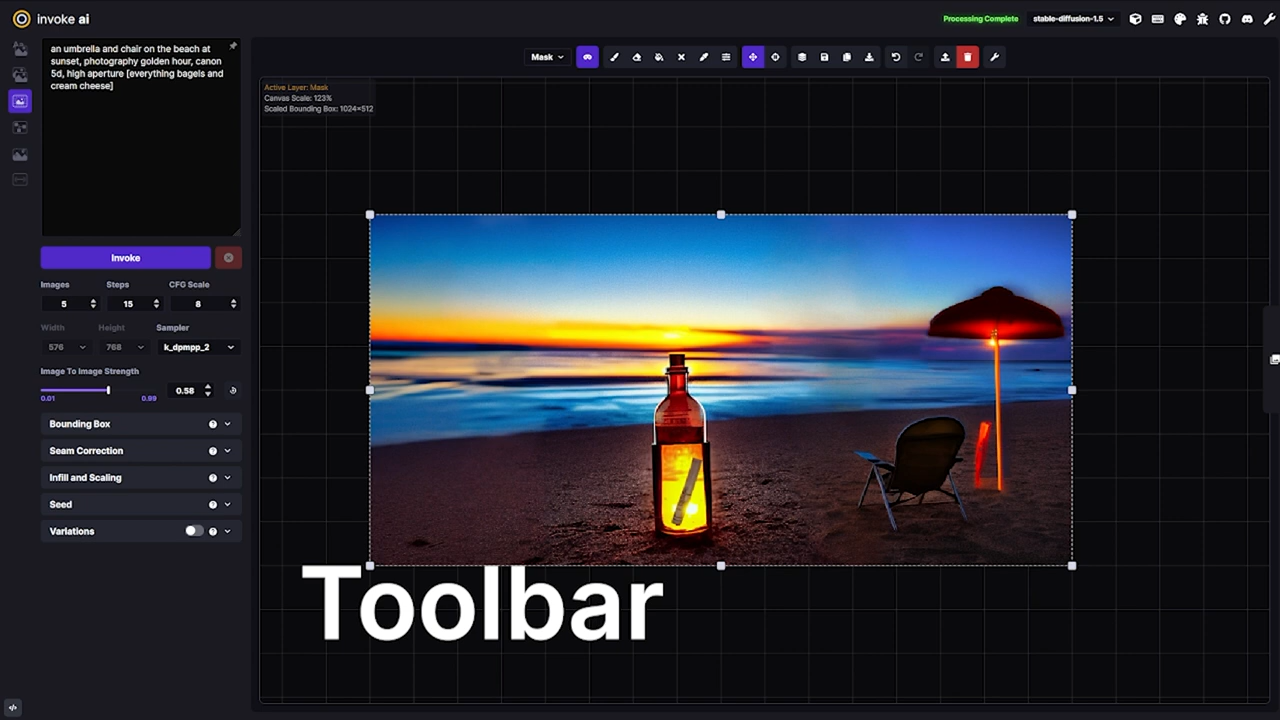 invoke ai
Processing Complete
stable-diffusion-1.5
an umbrella and chair on the beach at
sunset, photography golden hour, canon
5d, high aperture [everything bagels and
cream cheese]
Mask
Active Layer: Mask
Canvas Scale: 123%
Scaled Bounding Box: 1024×512
Invoke
Images Steps CFG Scale
5 15 8
Width Height Sampler
576 768 k_dpmpp_2
Image To Image Strength
0.58
0.01 0.99
Bounding Box
Seam Correction
Infill and Scaling
Seed
Variations
Toolbar